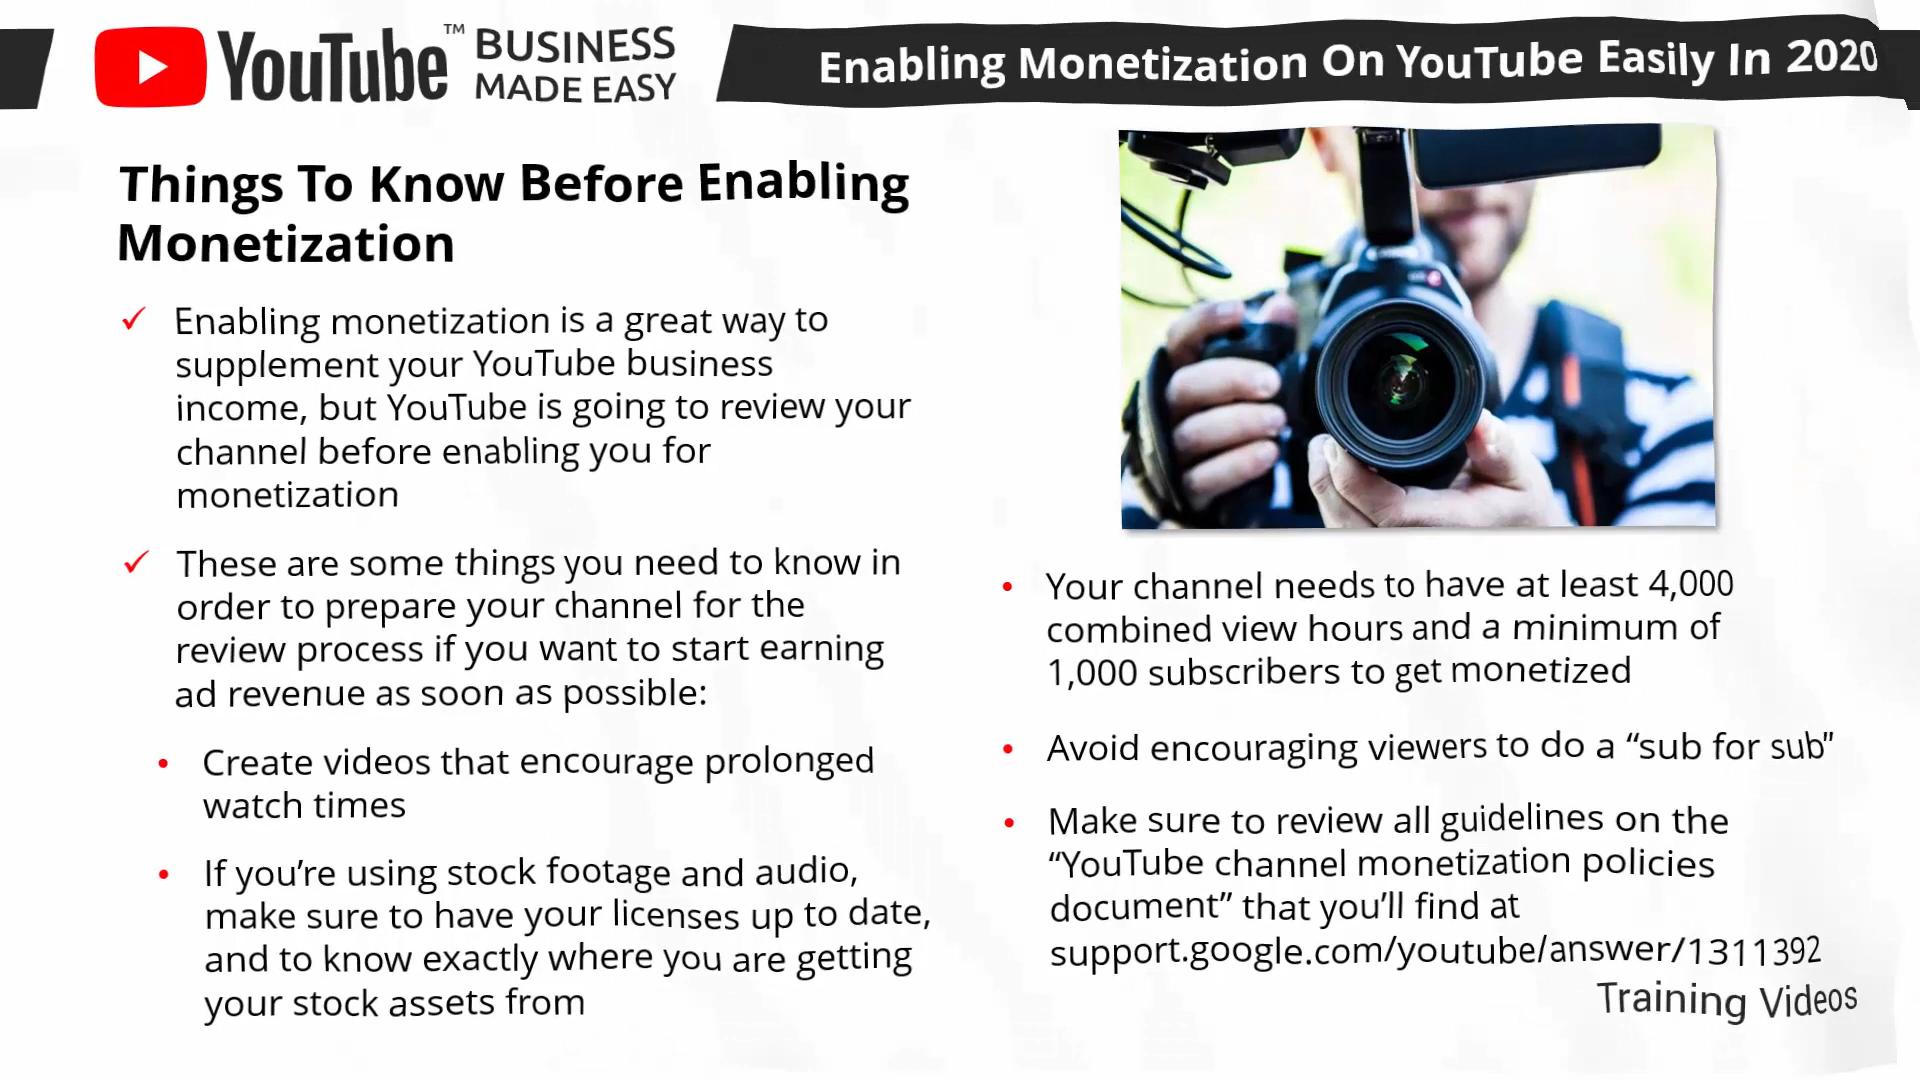 YouTube™ BUSINESS
MADE EASY
Enabling Monetization On YouTube Easily In 2020
Things To Know Before Enabling
Monetization
✓ Enabling monetization is a great way to
supplement your YouTube business
income, but YouTube is going to review your
channel before enabling you for
monetization
✓ These are some things you need to know in
order to prepare your channel for the
review process if you want to start earning
ad revenue as soon as possible:
• Create videos that encourage prolonged
watch times
• If you’re using stock footage and audio,
make sure to have your licenses up to date,
and to know exactly where you are getting
your stock assets from
• Your channel needs to have at least 4,000
combined view hours and a minimum of
1,000 subscribers to get monetized
• Avoid encouraging viewers to do a “sub for sub”
• Make sure to review all guidelines on the
“YouTube channel monetization policies
document” that you’ll find at
support.google.com/youtube/answer/1311392
Training Videos